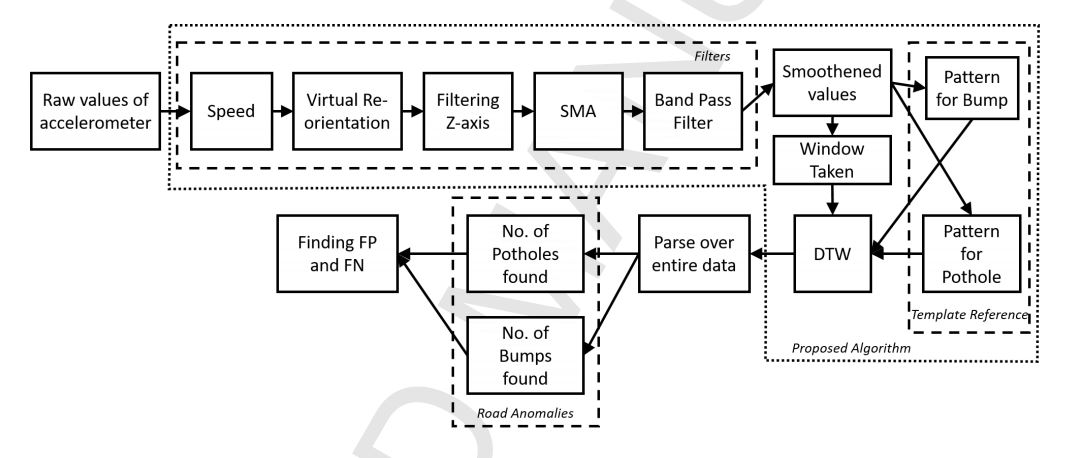 Filters
Raw values of
accelerometer
Speed
Virtual Re-
orientation
Filtering
Z-axis
SMA
Band Pass
Filter
Smoothened
values
Pattern
for Bump
Window
Taken
Finding FP
and FN
No. of
Potholes
found
Parse over
entire data
DTW
Pattern
for
Pothole
Template Reference
No. of
Bumps
found
Proposed Algorithm
Road Anomalies